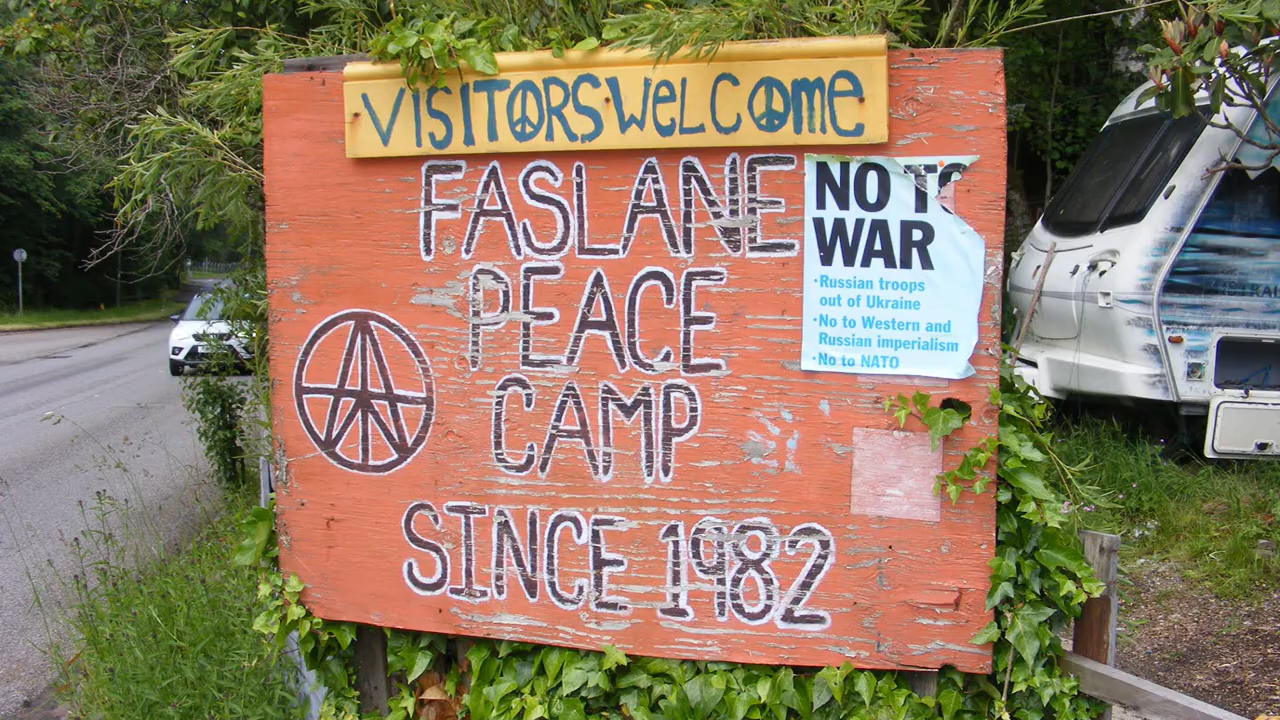 VISITORS WELCOME
FASLANE
PEACE
CAMP
SINCE 1982
NO TO
WAR
·Russian troops
out of Ukraine
·No to Western and
Russian imperialism
·No to NATO